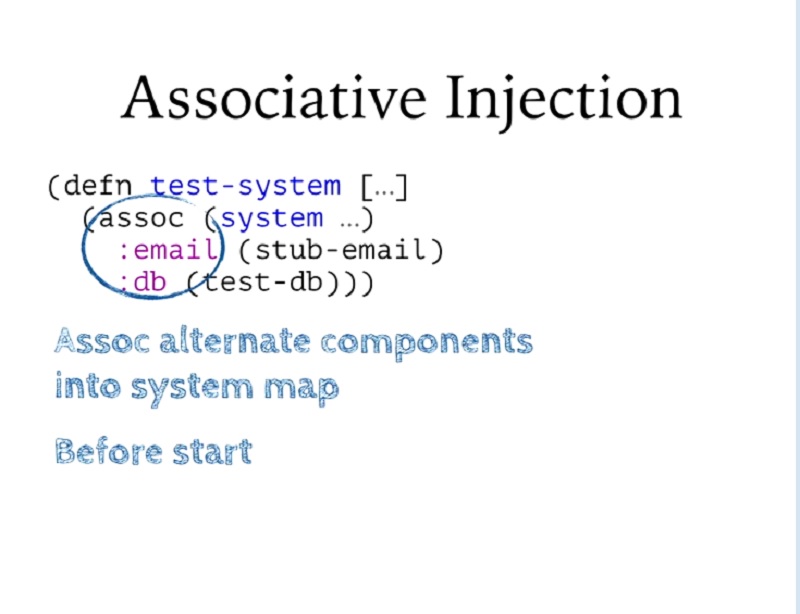 Associative Injection
(defn test-system […]
(assoc (system …)
:email (stub-email)
:db (test-db)))
Assoc alternate components
into system map
Before start